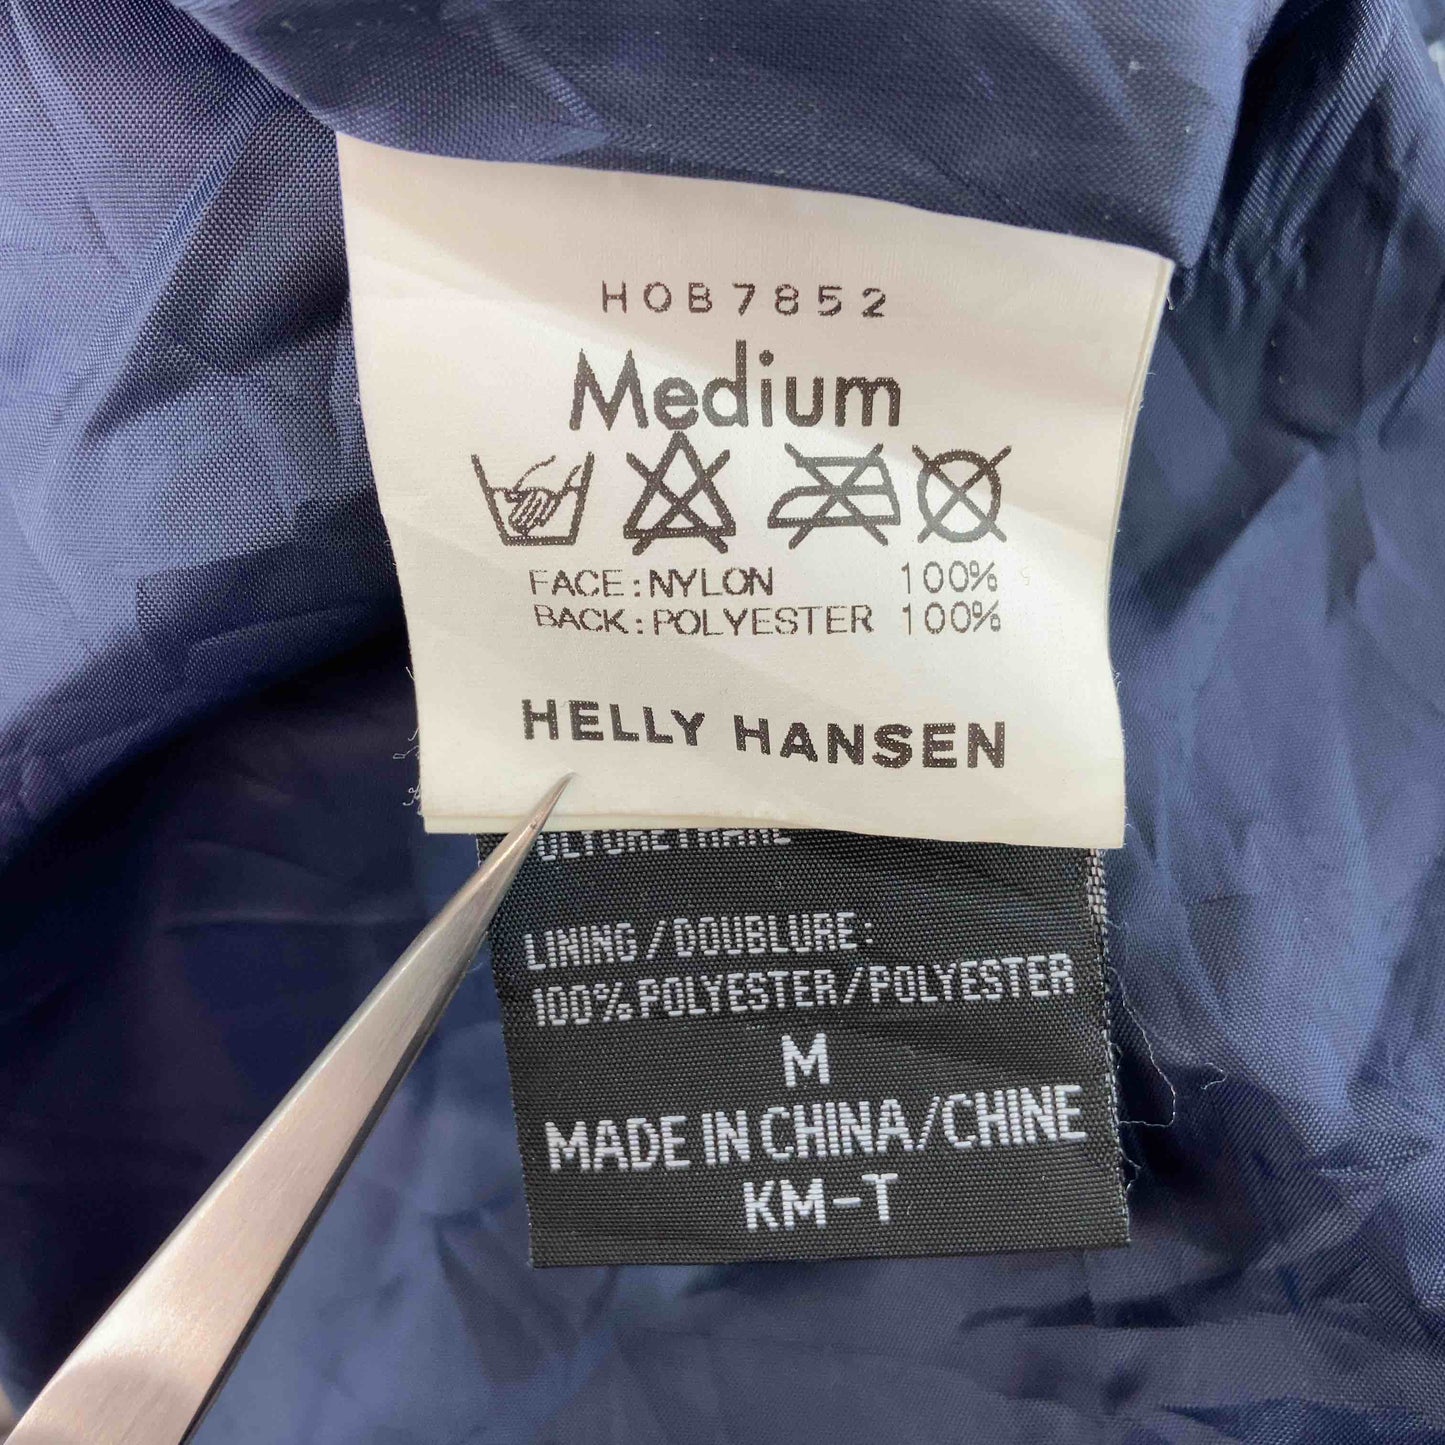 HOB7852
Medium
FACE:NYLON 100%
BACK:POLYESTER 100%
HELLY HANSEN
LINING/DOUBLURE:
100%POLYESTER/POLYESTER
M
MADE IN CHINA/CHINE
KM-T